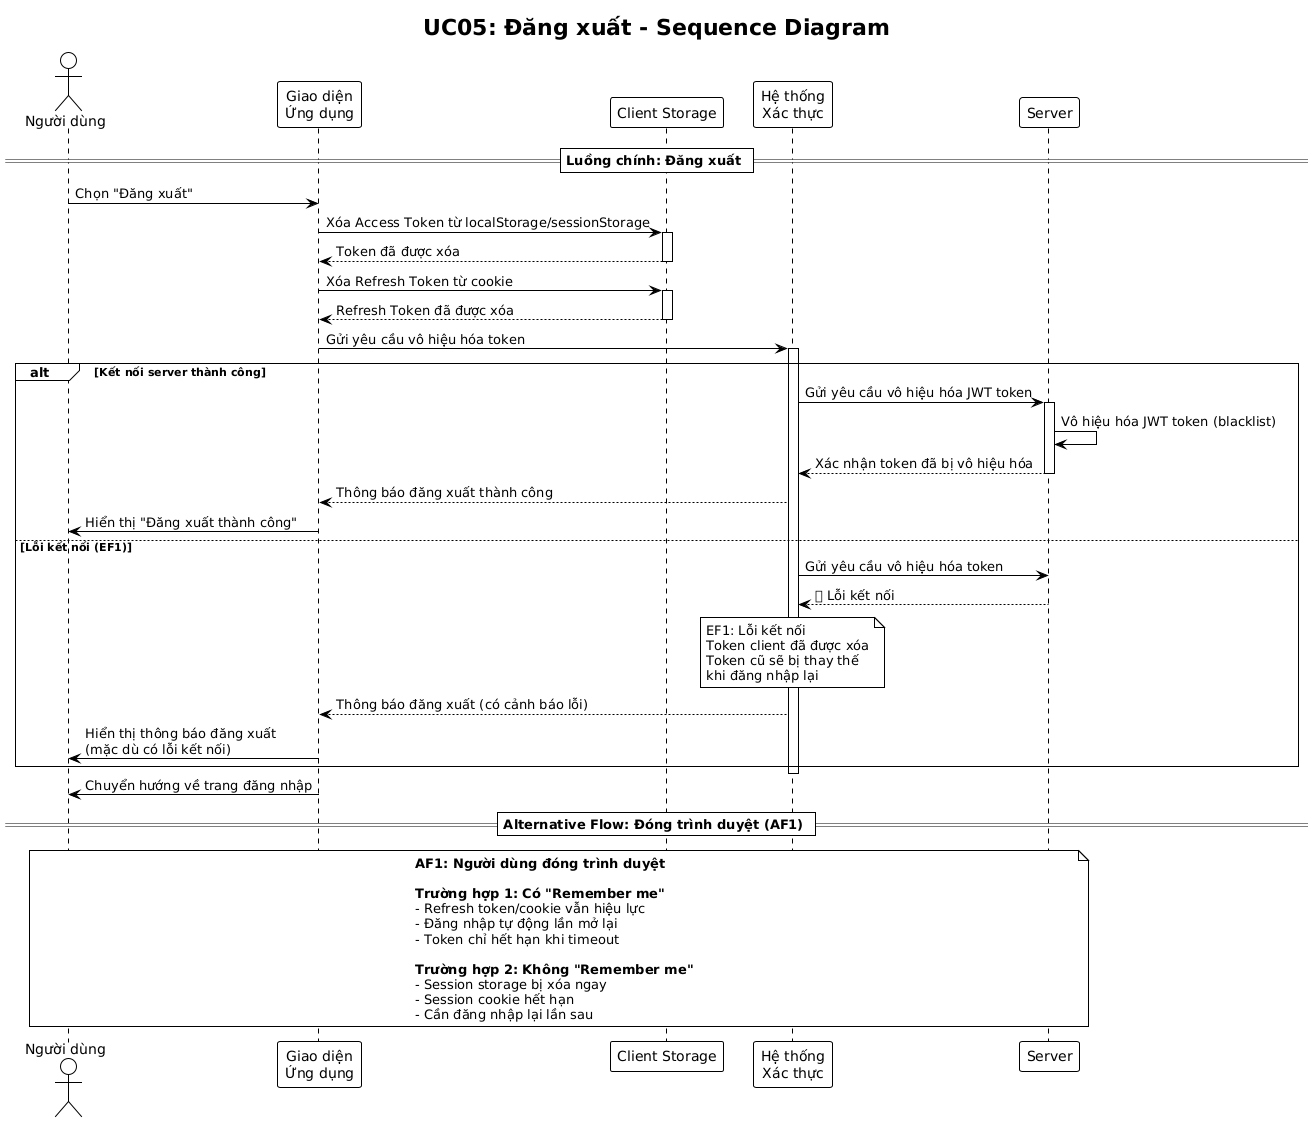 UC05: Đăng xuất - Sequence Diagram
Người dùng
Giao diện
Ứng dụng
Client Storage
Hệ thống
Xác thực
Server
Luồng chính: Đăng xuất
Chọn "Đăng xuất"
Xóa Access Token từ localStorage/sessionStorage
Token đã được xóa
Xóa Refresh Token từ cookie
Refresh Token đã được xóa
Gửi yêu cầu vô hiệu hóa token
alt
[Kết nối server thành công]
Gửi yêu cầu vô hiệu hóa JWT token
Vô hiệu hóa JWT token (blacklist)
Xác nhận token đã bị vô hiệu hóa
Thông báo đăng xuất thành công
Hiển thị "Đăng xuất thành công"
[Lỗi kết nối (EF1)]
Gửi yêu cầu vô hiệu hóa token
Lỗi kết nối
EF1: Lỗi kết nối
Token client đã được xóa
Token cũ sẽ bị thay thế
khi đăng nhập lại
Thông báo đăng xuất (có cảnh báo lỗi)
Hiển thị thông báo đăng xuất
(mặc dù có lỗi kết nối)
Chuyển hướng về trang đăng nhập
Alternative Flow: Đóng trình duyệt (AF1)
AF1: Người dùng đóng trình duyệt
Trường hợp 1: Có "Remember me"
- Refresh token/cookie vẫn hiệu lực
- Đăng nhập tự động lần mở lại
- Token chỉ hết hạn khi timeout
Trường hợp 2: Không "Remember me"
- Session storage bị xóa ngay
- Session cookie hết hạn
- Cần đăng nhập lại lần sau
Người dùng
Giao diện
Ứng dụng
Client Storage
Hệ thống
Xác thực
Server